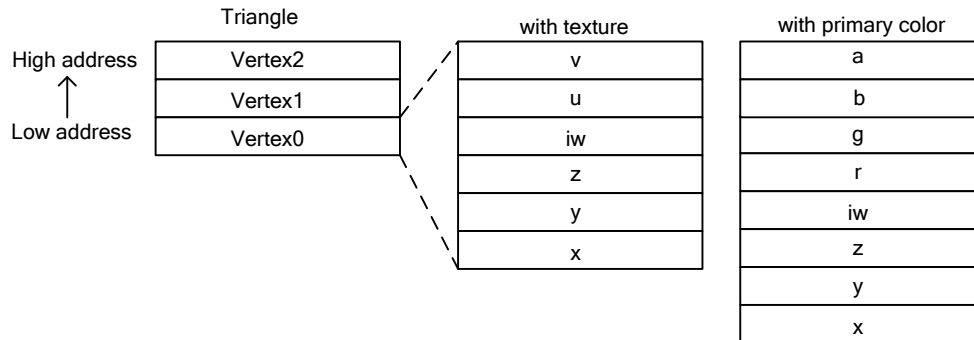 Triangle
with texture
with primary color
High address
Low address
Vertex2
Vertex1
Vertex0
v
u
iw
z
y
x
a
b
g
r
iw
z
y
x